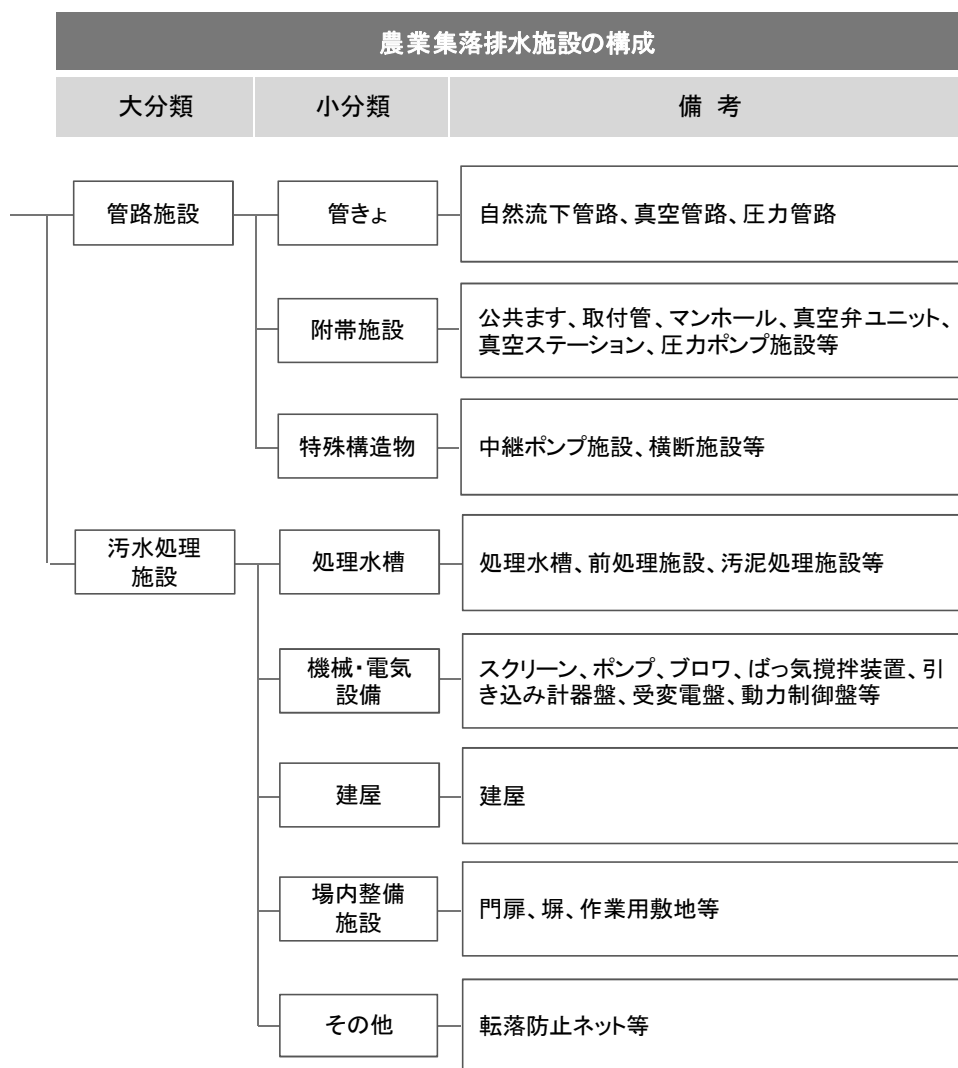 農業集落排水施設の構成
大分類
小分類
備 考
管路施設
管きょ
自然流下管路、真空管路、圧力管路
附帯施設
公共ます、取付管、マンホール、真空弁ユニット、
真空ステーション、圧力ポンプ施設等
特殊構造物
中継ポンプ施設、横断施設等
汚水処理
施設
処理水槽
処理水槽、前処理施設、汚泥処理施設等
機械・電気
設備
スクリーン、ポンプ、ブロワ、ばっ気撹拌装置、引
き込み計器盤、受変電盤、動力制御盤等
建屋
建屋
場内整備
施設
門扉、塀、作業用敷地等
その他
転落防止ネット等